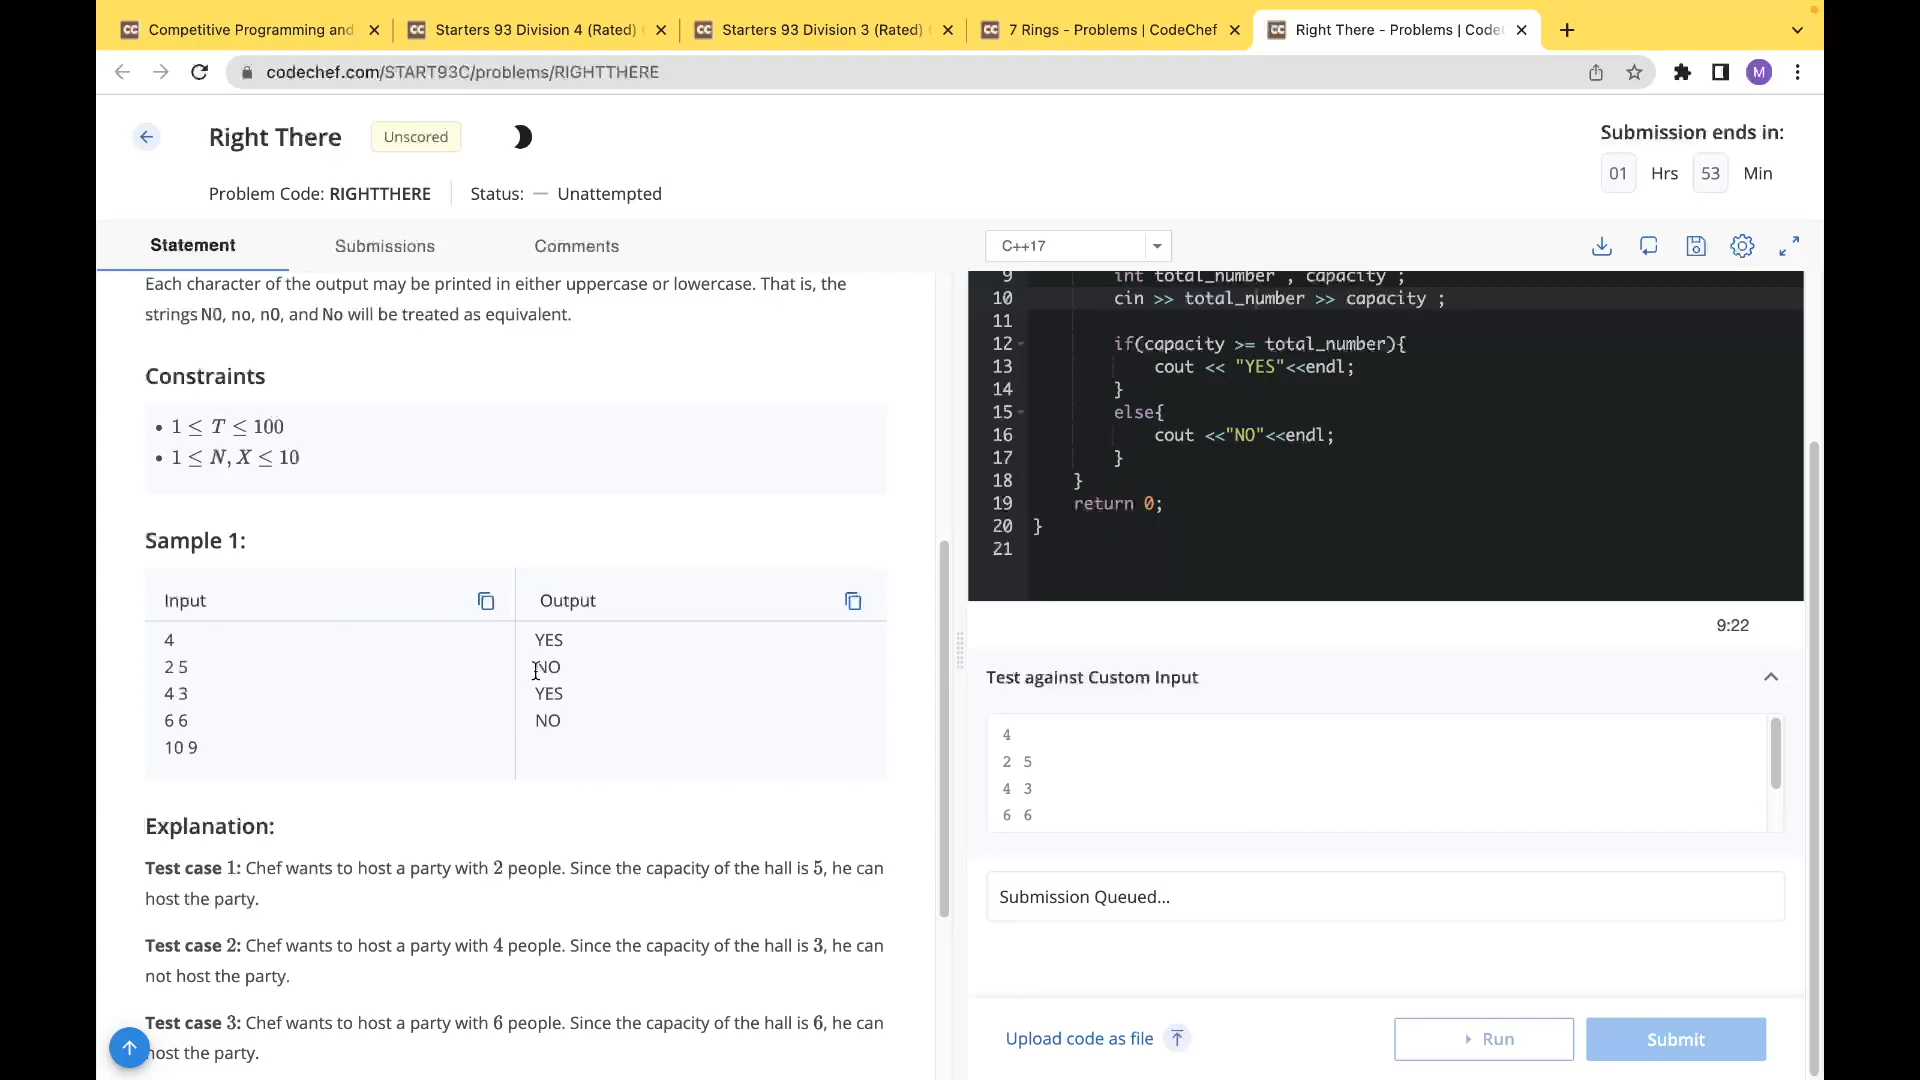 Competitive Programming and
Starters 93 Division 4 (Rated)
Starters 93 Division 3 (Rated)
7 Rings - Problems | CodeChef
Right There - Problems | Code
codechef.com/START93C/problems/RIGHTTHERE
M
Right There
Unscored
Submission ends in:
01 Hrs 53 Min
Problem Code: RIGHTTHERE
Status: — Unattempted
Statement
Submissions
Comments
Each character of the output may be printed in either uppercase or lowercase. That is, the
strings NO, no, nO, and No will be treated as equivalent.
Constraints
• 1 ≤ T ≤ 100
• 1 ≤ N, X ≤ 10
Sample 1:
Input
Output
4
2 5
4 3
6 6
10 9
YES
NO
YES
NO
Explanation:
Test case 1: Chef wants to host a party with 2 people. Since the capacity of the hall is 5, he can
host the party.
Test case 2: Chef wants to host a party with 4 people. Since the capacity of the hall is 3, he can
not host the party.
Test case 3: Chef wants to host a party with 6 people. Since the capacity of the hall is 6, he can
host the party.
C++17
9 int total_number , capacity ;
10 cin >> total_number >> capacity ;
11
12 if(capacity >= total_number){
13 cout << "YES"<<endl;
14 }
15 else{
16 cout <<"NO"<<endl;
17 }
18 }
19 return 0;
20 }
21
9:22
Test against Custom Input
4
2 5
4 3
6 6
Submission Queued...
Upload code as file
Run
Submit